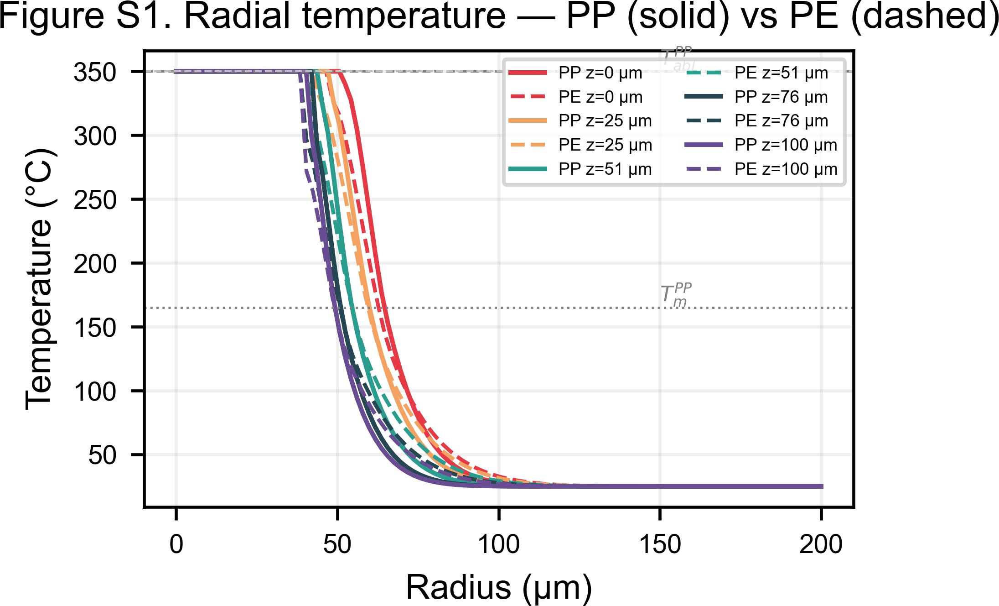 Figure S1. Radial temperature — PP (solid) vs PE (dashed)
T_abl^PP
350
300
250
200
150
100
50
Temperature (°C)
PP z=0 µm
PE z=0 µm
PP z=25 µm
PE z=25 µm
PP z=51 µm
PE z=51 µm
PP z=76 µm
PE z=76 µm
PP z=100 µm
PE z=100 µm
T_m^PP
0 50 100 150 200
Radius (µm)